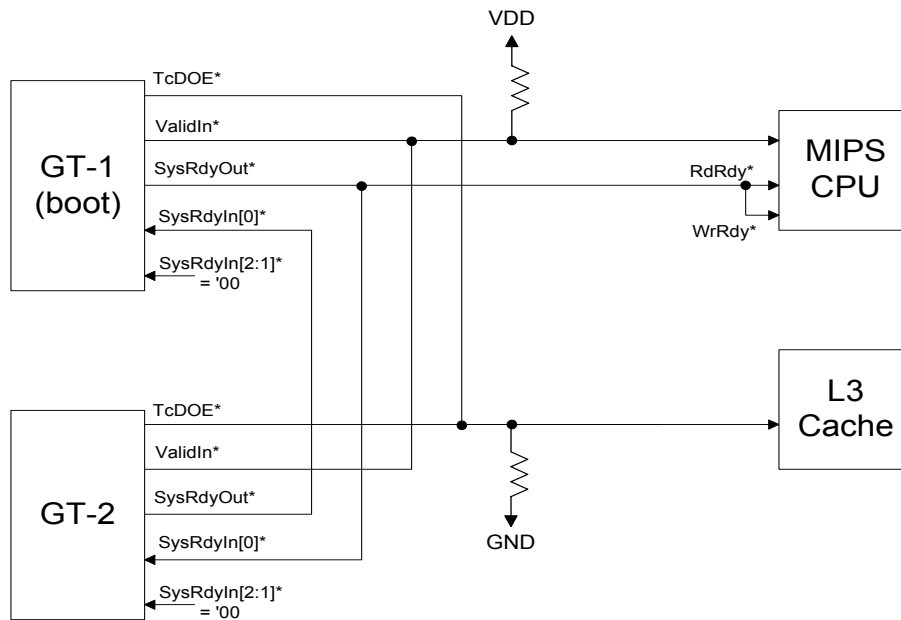 VDD
TcDOE*
ValidIn*
GT-1
(boot)
SysRdyOut*
SysRdyIn[0]*
SysRdyIn[2:1]*
= '00
RdRdy*
WrRdy*
MIPS
CPU
TcDOE*
ValidIn*
GT-2
SysRdyOut*
SysRdyIn[0]*
SysRdyIn[2:1]*
= '00
GND
L3
Cache